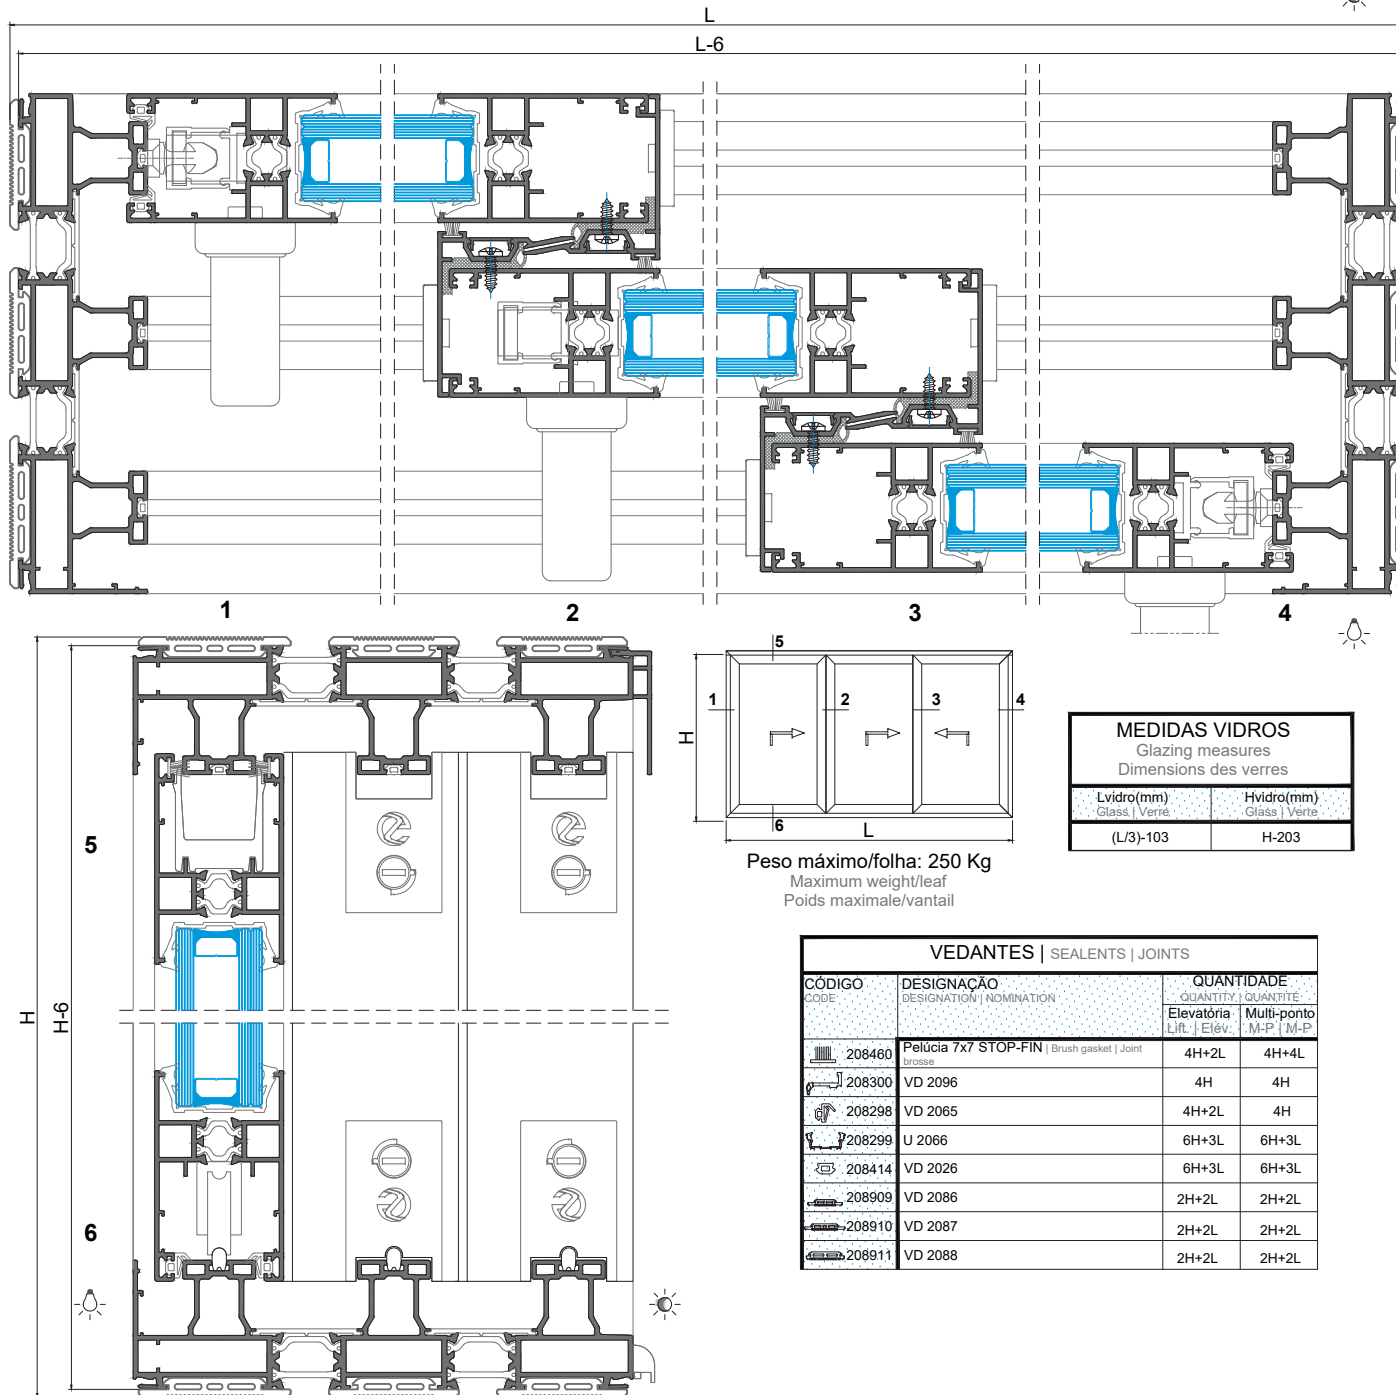 L
L-6
1
2
3
4
5
6
H
H-6
5
1
2
3
4
H
6
L
Peso máximo/folha: 250 Kg
Maximum weight/leaf
Poids maximale/vantail
MEDIDAS VIDROS
Glazing measures
Dimensions des verres
Lvidro(mm) Hvidro(mm)
Glass | Verre Glass | Verre
(L/3)-103 H-203
VEDANTES | SEALENTS | JOINTS
CÓDIGO DESIGNAÇÃO QUANTIDADE
CODE DESIGNATION | NOMINATION QUANTITY | QUANTITÉ
Elevatória Multi-ponto
Lift. | Élév. M-P | M-P
208460 Pelúcia 7x7 STOP-FIN | Brush gasket | Joint 4H+2L 4H+4L
brosse
208300 VD 2096 4H 4H
208298 VD 2065 4H+2L 4H
208299 U 2066 6H+3L 6H+3L
208414 VD 2026 6H+3L 6H+3L
208909 VD 2086 2H+2L 2H+2L
208910 VD 2087 2H+2L 2H+2L
208911 VD 2088 2H+2L 2H+2L